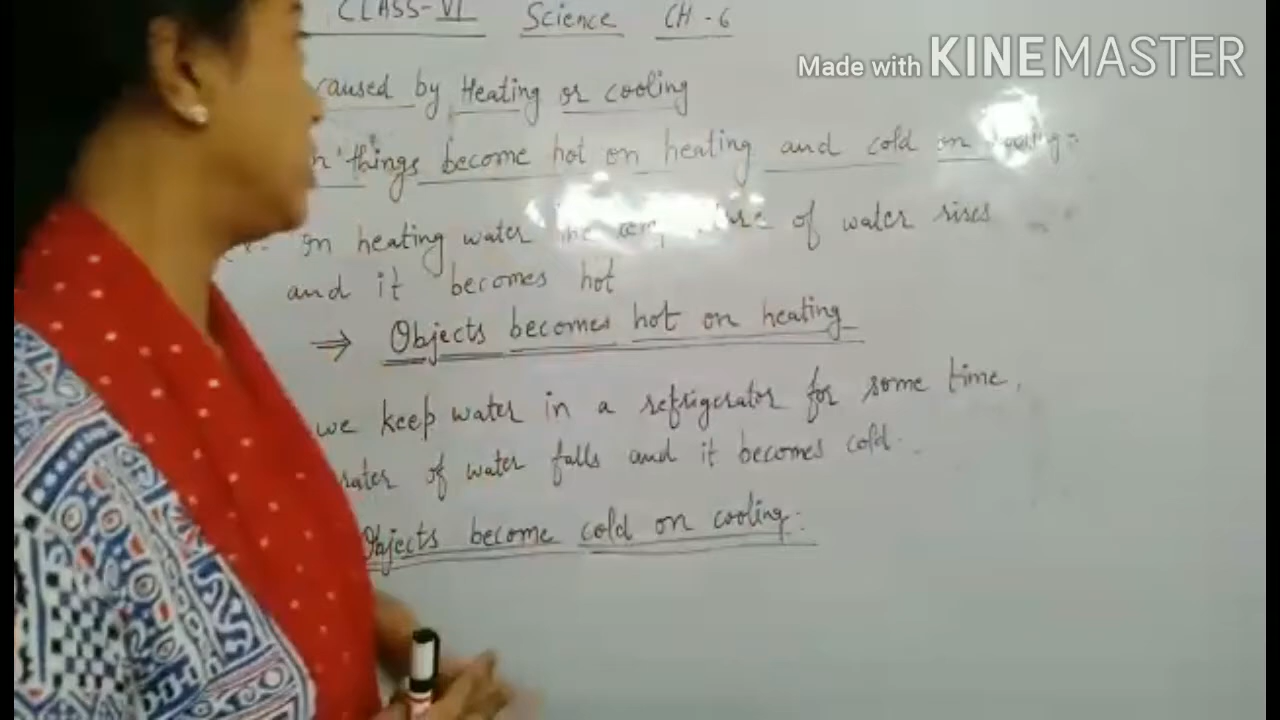 CLASS-VI Science CH-6
Made with KINEMASTER
caused by Heating or cooling
things become hot on heating and cold on cooling:
on heating water the of water rises
and it becomes hot
⇒ Objects becomes hot on heating
we keep water in a refrigerator for some time,
of water falls and it becomes cold.
Objects become cold on cooling.